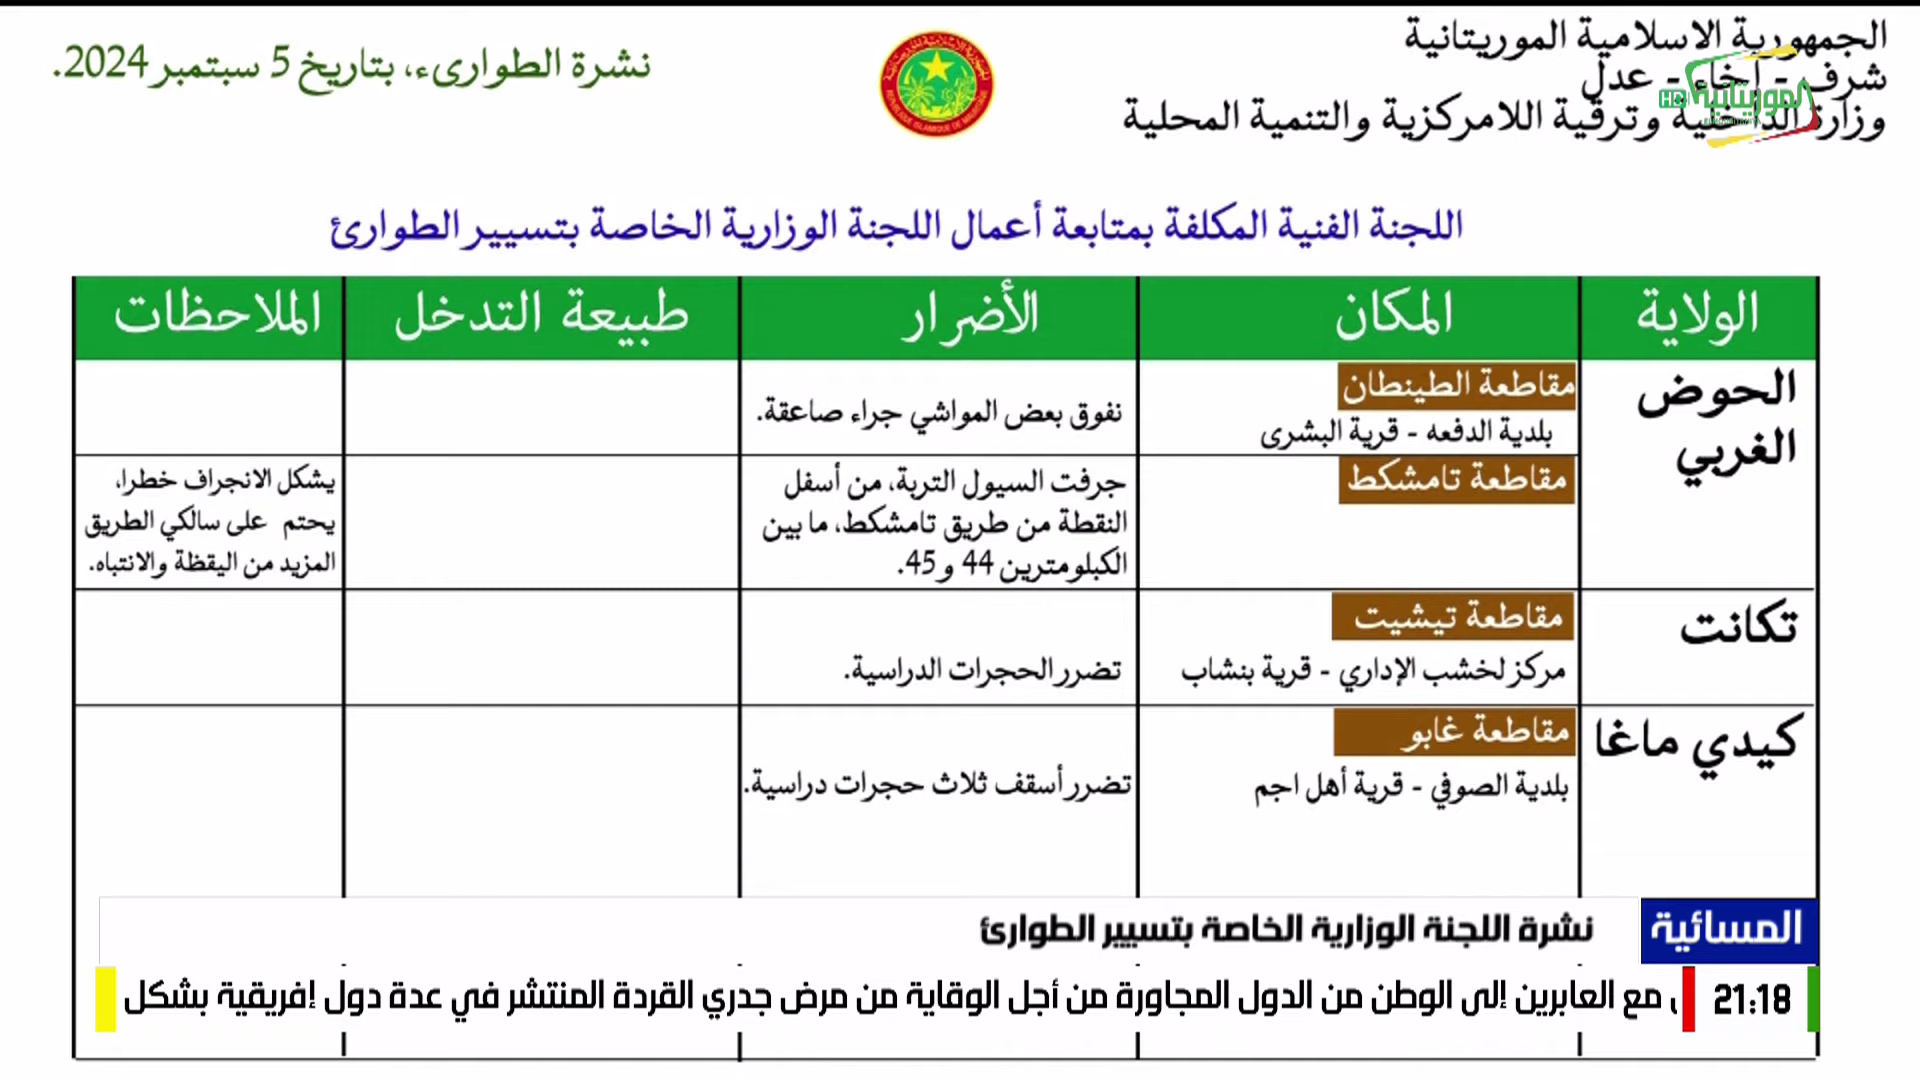 الجمهورية الاسلامية الموريتانية
شرف - إخاء - عدل
وزارة الداخلية وترقية اللامركزية والتنمية المحلية
الموريتانية
HD
نشرة الطوارىء، بتاريخ 5 سبتمبر 2024.
اللجنة الفنية المكلفة بمتابعة أعمال اللجنة الوزارية الخاصة بتسيير الطوارئ
الولاية المكان الأضرار طبيعة التدخل الملاحظات
الحوض
الغربي
مقاطعة الطينطان
بلدية الدفعه - قرية البشرى
نفوق بعض المواشي جراء صاعقة.
مقاطعة تامشكط
جرفت السيول التربة، من أسفل
النقطة من طريق تامشكط، ما بين
الكبلومترين 44 و45.
يشكل الانجراف خطرا،
يحتم على سالكي الطريق
المزيد من اليقظة والانتباه.
تكانت
مقاطعة تيشيت
مركز لخشب الإداري - قرية بنشاب
تضرر الحجرات الدراسية.
كيدي ماغا
مقاطعة غابو
بلدية الصوفي - قرية أهل اجم
تضرر أسقف ثلاث حجرات دراسية.
المسائية
نشرة اللجنة الوزارية الخاصة بتسيير الطوارئ
21:18
مع العابرين إلى الوطن من الدول المجاورة من أجل الوقاية من مرض جدري القردة المنتشر في عدة دول إفريقية بشكل